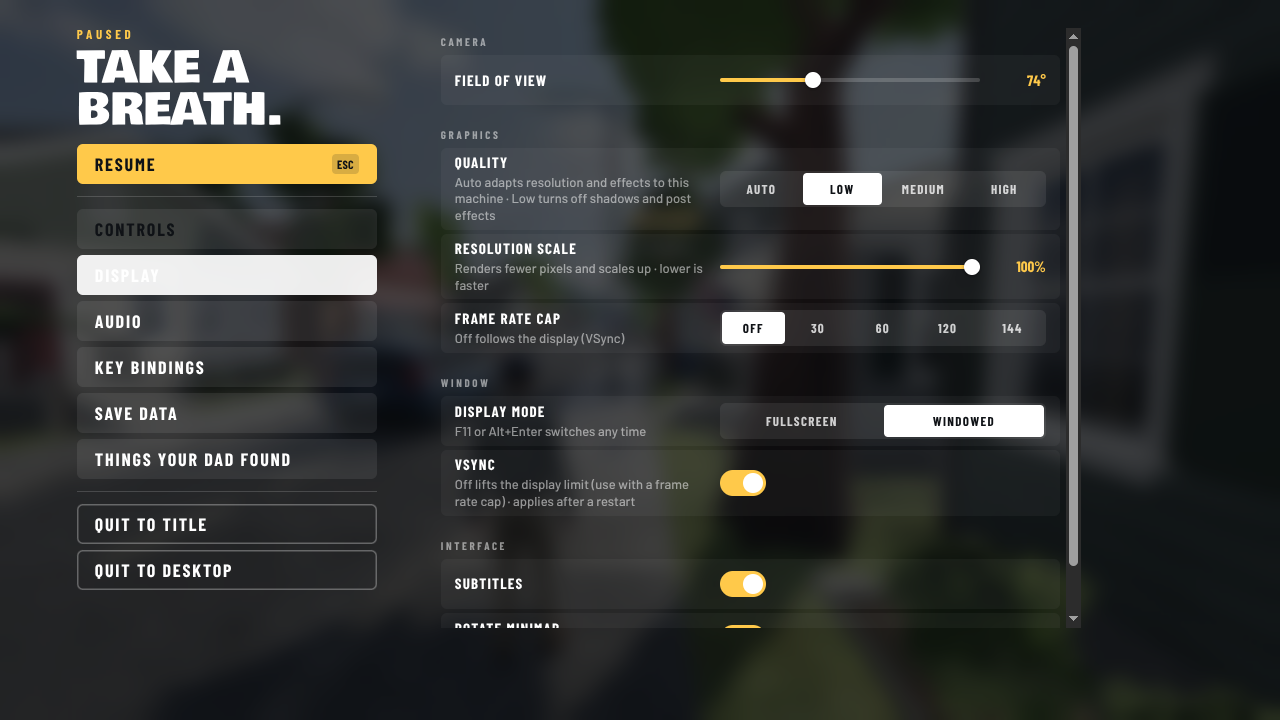 PAUSED
TAKE A
BREATH.
RESUME ESC
CONTROLS
DISPLAY
AUDIO
KEY BINDINGS
SAVE DATA
THINGS YOUR DAD FOUND
QUIT TO TITLE
QUIT TO DESKTOP
CAMERA
FIELD OF VIEW 74°
GRAPHICS
QUALITY
Auto adapts resolution and effects to this
machine · Low turns off shadows and post
effects
AUTO LOW MEDIUM HIGH
RESOLUTION SCALE
Renders fewer pixels and scales up · lower is
faster
100%
FRAME RATE CAP
Off follows the display (VSync)
OFF 30 60 120 144
WINDOW
DISPLAY MODE
F11 or Alt+Enter switches any time
FULLSCREEN WINDOWED
VSYNC
Off lifts the display limit (use with a frame
rate cap) · applies after a restart
INTERFACE
SUBTITLES
ROTATE MINIMAP